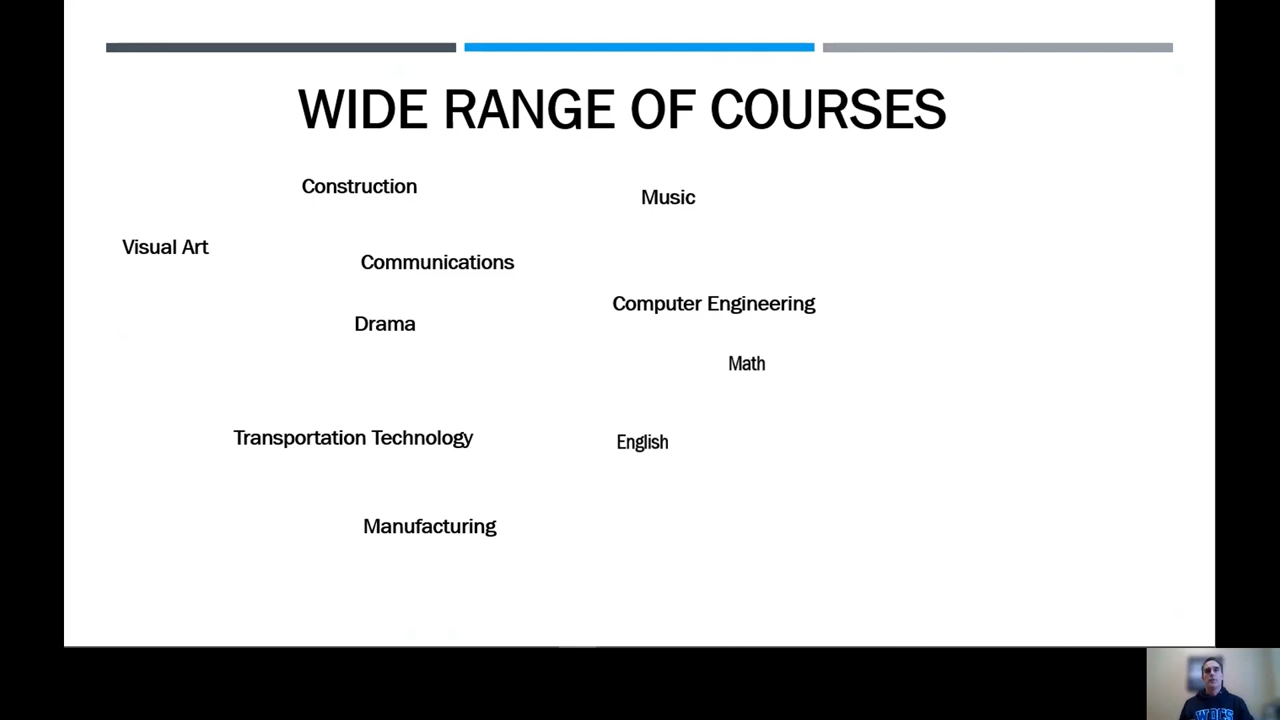 WIDE RANGE OF COURSES
Construction
Music
Visual Art
Communications
Computer Engineering
Drama
Math
Transportation Technology
English
Manufacturing